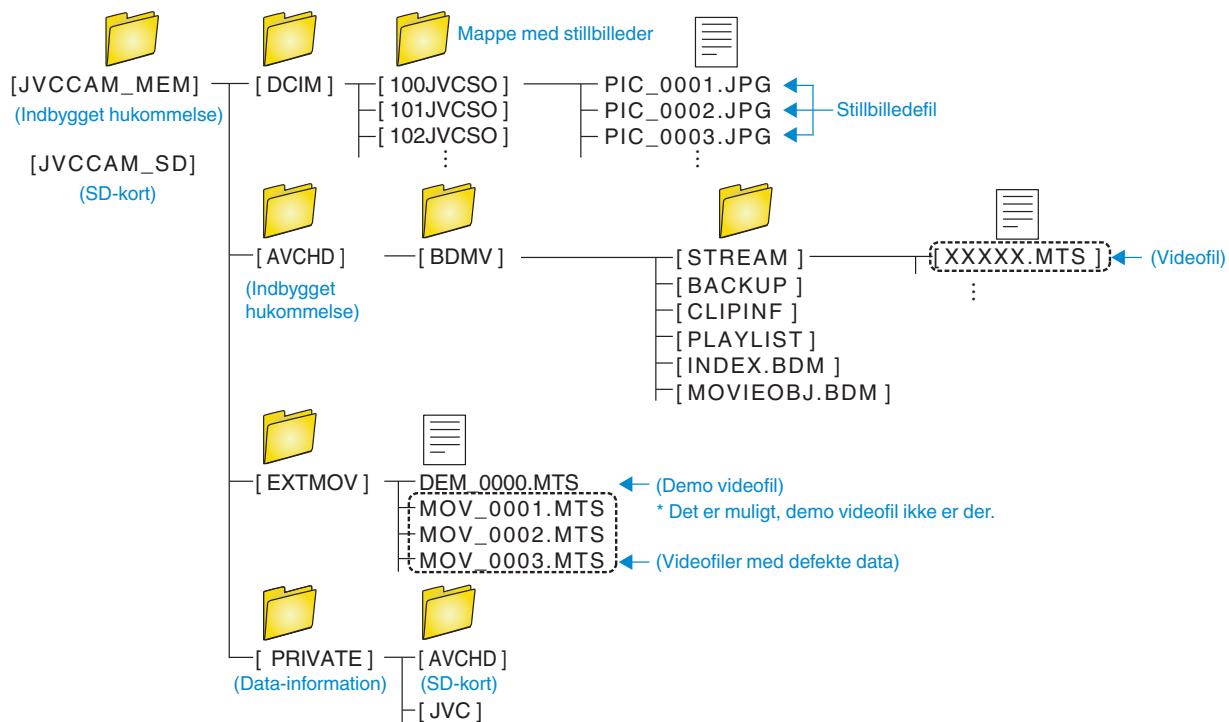 Mappe med stillbilleder
[JVCCAM_MEM]
(Indbygget hukommelse)
[JVCCAM_SD]
(SD-kort)
[DCIM]
[100JVCSO]
[101JVCSO]
[102JVCSO]
PIC_0001.JPG
PIC_0002.JPG
PIC_0003.JPG
Stillbilledefil
[AVCHD]
(Indbygget
hukommelse)
[BDMV]
[STREAM]
[BACKUP]
[CLIPINF]
[PLAYLIST]
[INDEX.BDM]
[MOVIEOBJ.BDM]
[XXXXX.MTS]
(Videofil)
[EXTMOV]
DEM_0000.MTS
(Demo videofil)
* Det er muligt, demo videofil ikke er der.
MOV_0001.MTS
MOV_0002.MTS
MOV_0003.MTS
(Videofiler med defekte data)
[PRIVATE]
(Data-information)
[AVCHD]
(SD-kort)
[JVC]